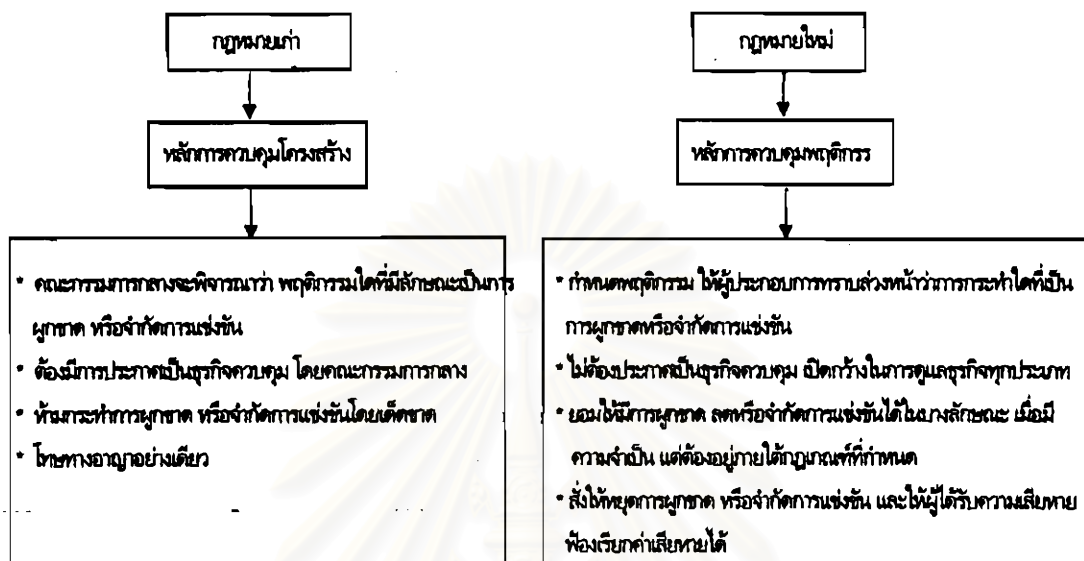 กฎหมายเก่า
หลักการควบคุมโครงสร้าง
* คณะกรรมการกลางจะพิจารณาว่า พฤติกรรมใดที่มีลักษณะเป็นการ
ผูกขาด หรือจำกัดการแข่งขัน
* ต้องมีการประกาศเป็นธุรกิจควบคุม โดยคณะกรรมการกลาง
* ห้ามกระทำการผูกขาด หรือจำกัดการแข่งขันโดยเด็ดขาด
* โทษทางอาญาอย่างเดียว
กฎหมายใหม่
หลักการควบคุมพฤติกรร
* กำหนดพฤติกรรม ให้ผู้ประกอบการทราบล่วงหน้าว่าการกระทำใดที่เป็น
การผูกขาดหรือจำกัดการแข่งขัน
* ไม่ต้องประกาศเป็นธุรกิจควบคุม เปิดกว้างในการดูแลธุรกิจทุกประเภท
* ยอมให้มีการผูกขาด ลดหรือจำกัดการแข่งขันได้ในบางลักษณะ เมื่อมี
ความจำเป็น แต่ต้องอยู่ภายใต้กฎเกณฑ์ที่กำหนด
* สั่งให้หยุดการผูกขาด หรือจำกัดการแข่งขัน และให้ผู้ได้รับความเสียหาย
ฟ้องเรียกค่าเสียหายได้